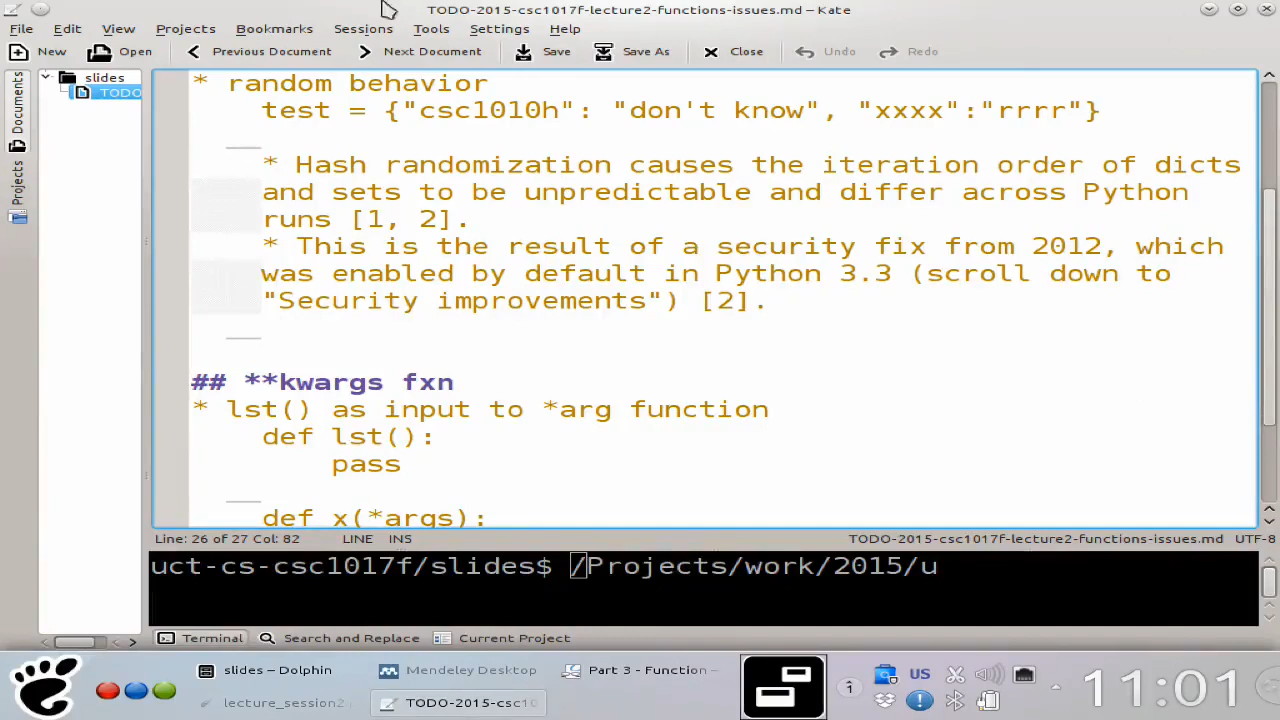 TODO-2015-csc1017f-lecture2-functions-issues.md – Kate
File Edit View Projects Bookmarks Sessions Tools Settings Help
New Open Previous Document Next Document Save Save As Close Undo Redo
Documents
Projects
slides
TODO
* random behavior
test = {"csc1010h": "don't know", "xxxx":"rrrr"}
* Hash randomization causes the iteration order of dicts
and sets to be unpredictable and differ across Python
runs [1, 2].
* This is the result of a security fix from 2012, which
was enabled by default in Python 3.3 (scroll down to
"Security improvements") [2].
## **kwargs fxn
* lst() as input to *arg function
def lst():
pass
def x(*args):
Line: 26 of 27 Col: 82 LINE INS TODO-2015-csc1017f-lecture2-functions-issues.md UTF-8
uct-cs-csc1017f/slides$ /Projects/work/2015/u
Terminal Search and Replace Current Project
slides – Dolphin Mendeley Desktop Part 3 - Function –
lecture_session2. TODO-2015-csc10
1
US
11:01